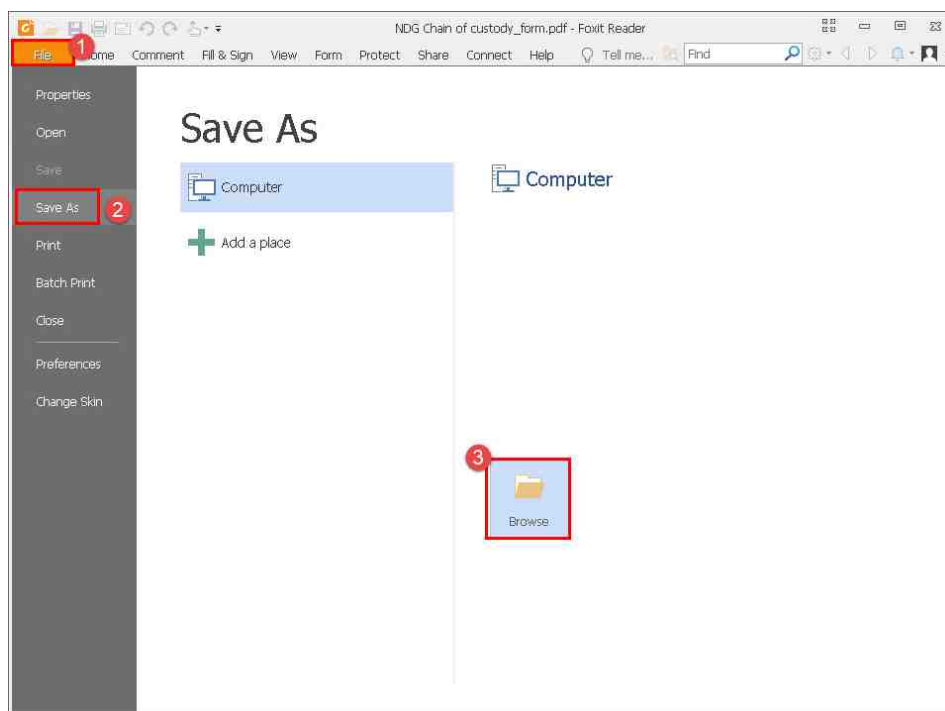 NDG Chain of custody_form.pdf - Foxit Reader
File 1 Home Comment Fill & Sign View Form Protect Share Connect Help Tell me... Find
Properties
Open
Save
Save As 2
Print
Batch Print
Close
Preferences
Change Skin
Save As
Computer
Add a place
Computer
3
Browse